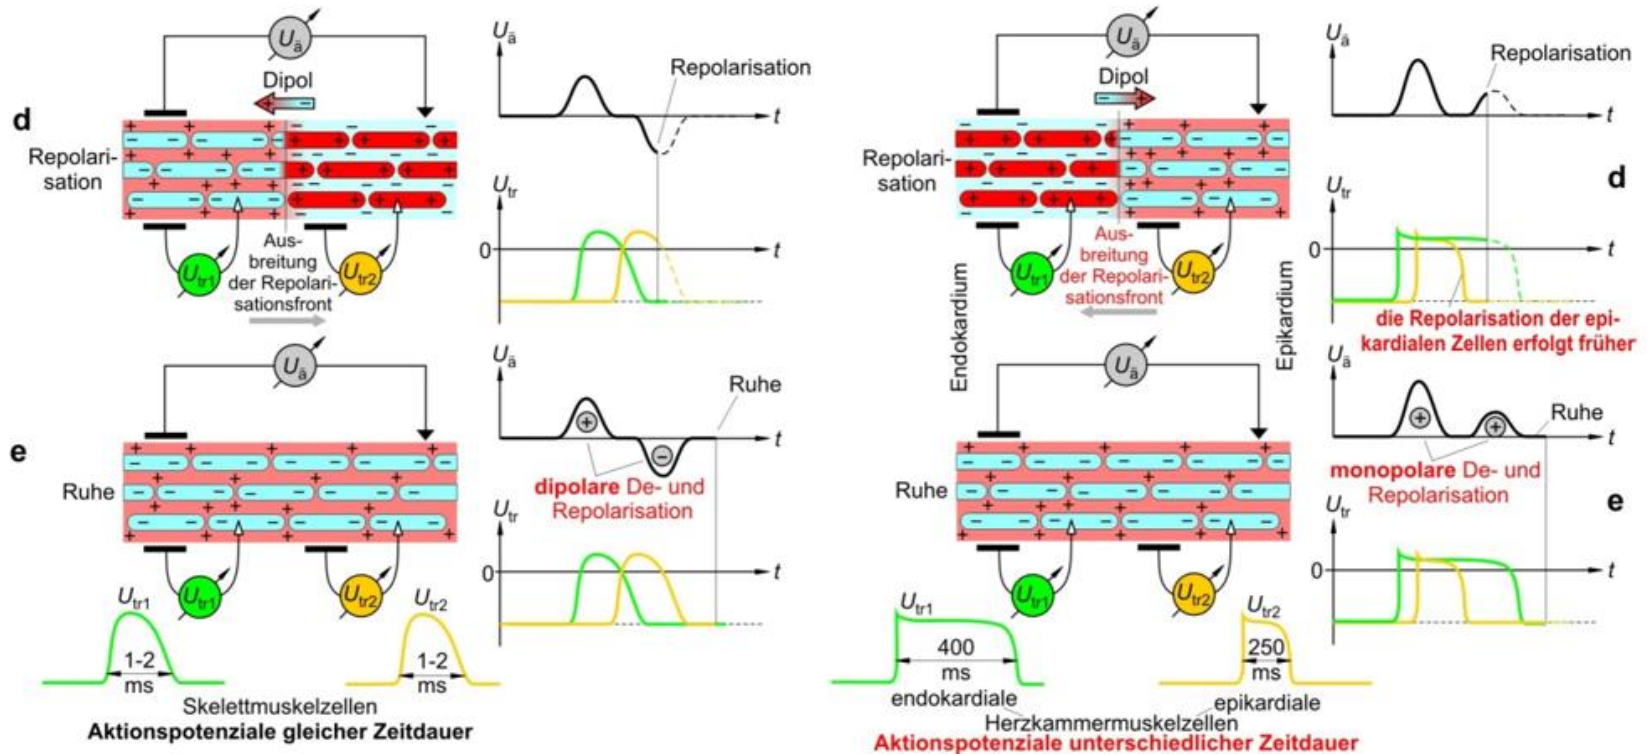 Uä
Dipol
d
Repolari-
sation
Utr1
Aus-
breitung
der Repolari-
sationsfront
Utr2
Uä
Repolarisation
t
Utr
0
t
Uä
Dipol
Repolari-
sation
Endokardium
Utr1
Aus-
breitung
der Repolari-
sationsfront
Utr2
Epikardium
Uä
Repolarisation
t
d
Utr
0
t
die Repolarisation der epi-
kardialen Zellen erfolgt früher
Uä
e
Ruhe
Utr1
Utr2
Uä
Ruhe
t
dipolare De- und
Repolarisation
Utr
0
t
Utr1
1-2
ms
Utr2
1-2
ms
Skelettmuskelzellen
Aktionspotenziale gleicher Zeitdauer
Uä
Ruhe
Utr1
Utr2
Uä
Ruhe
t
monopolare De- und
Repolarisation
e
Utr
0
t
Utr1
400
ms
endokardiale
Utr2
250
ms
epikardiale
Herzkammermuskelzellen
Aktionspotenziale unterschiedlicher Zeitdauer